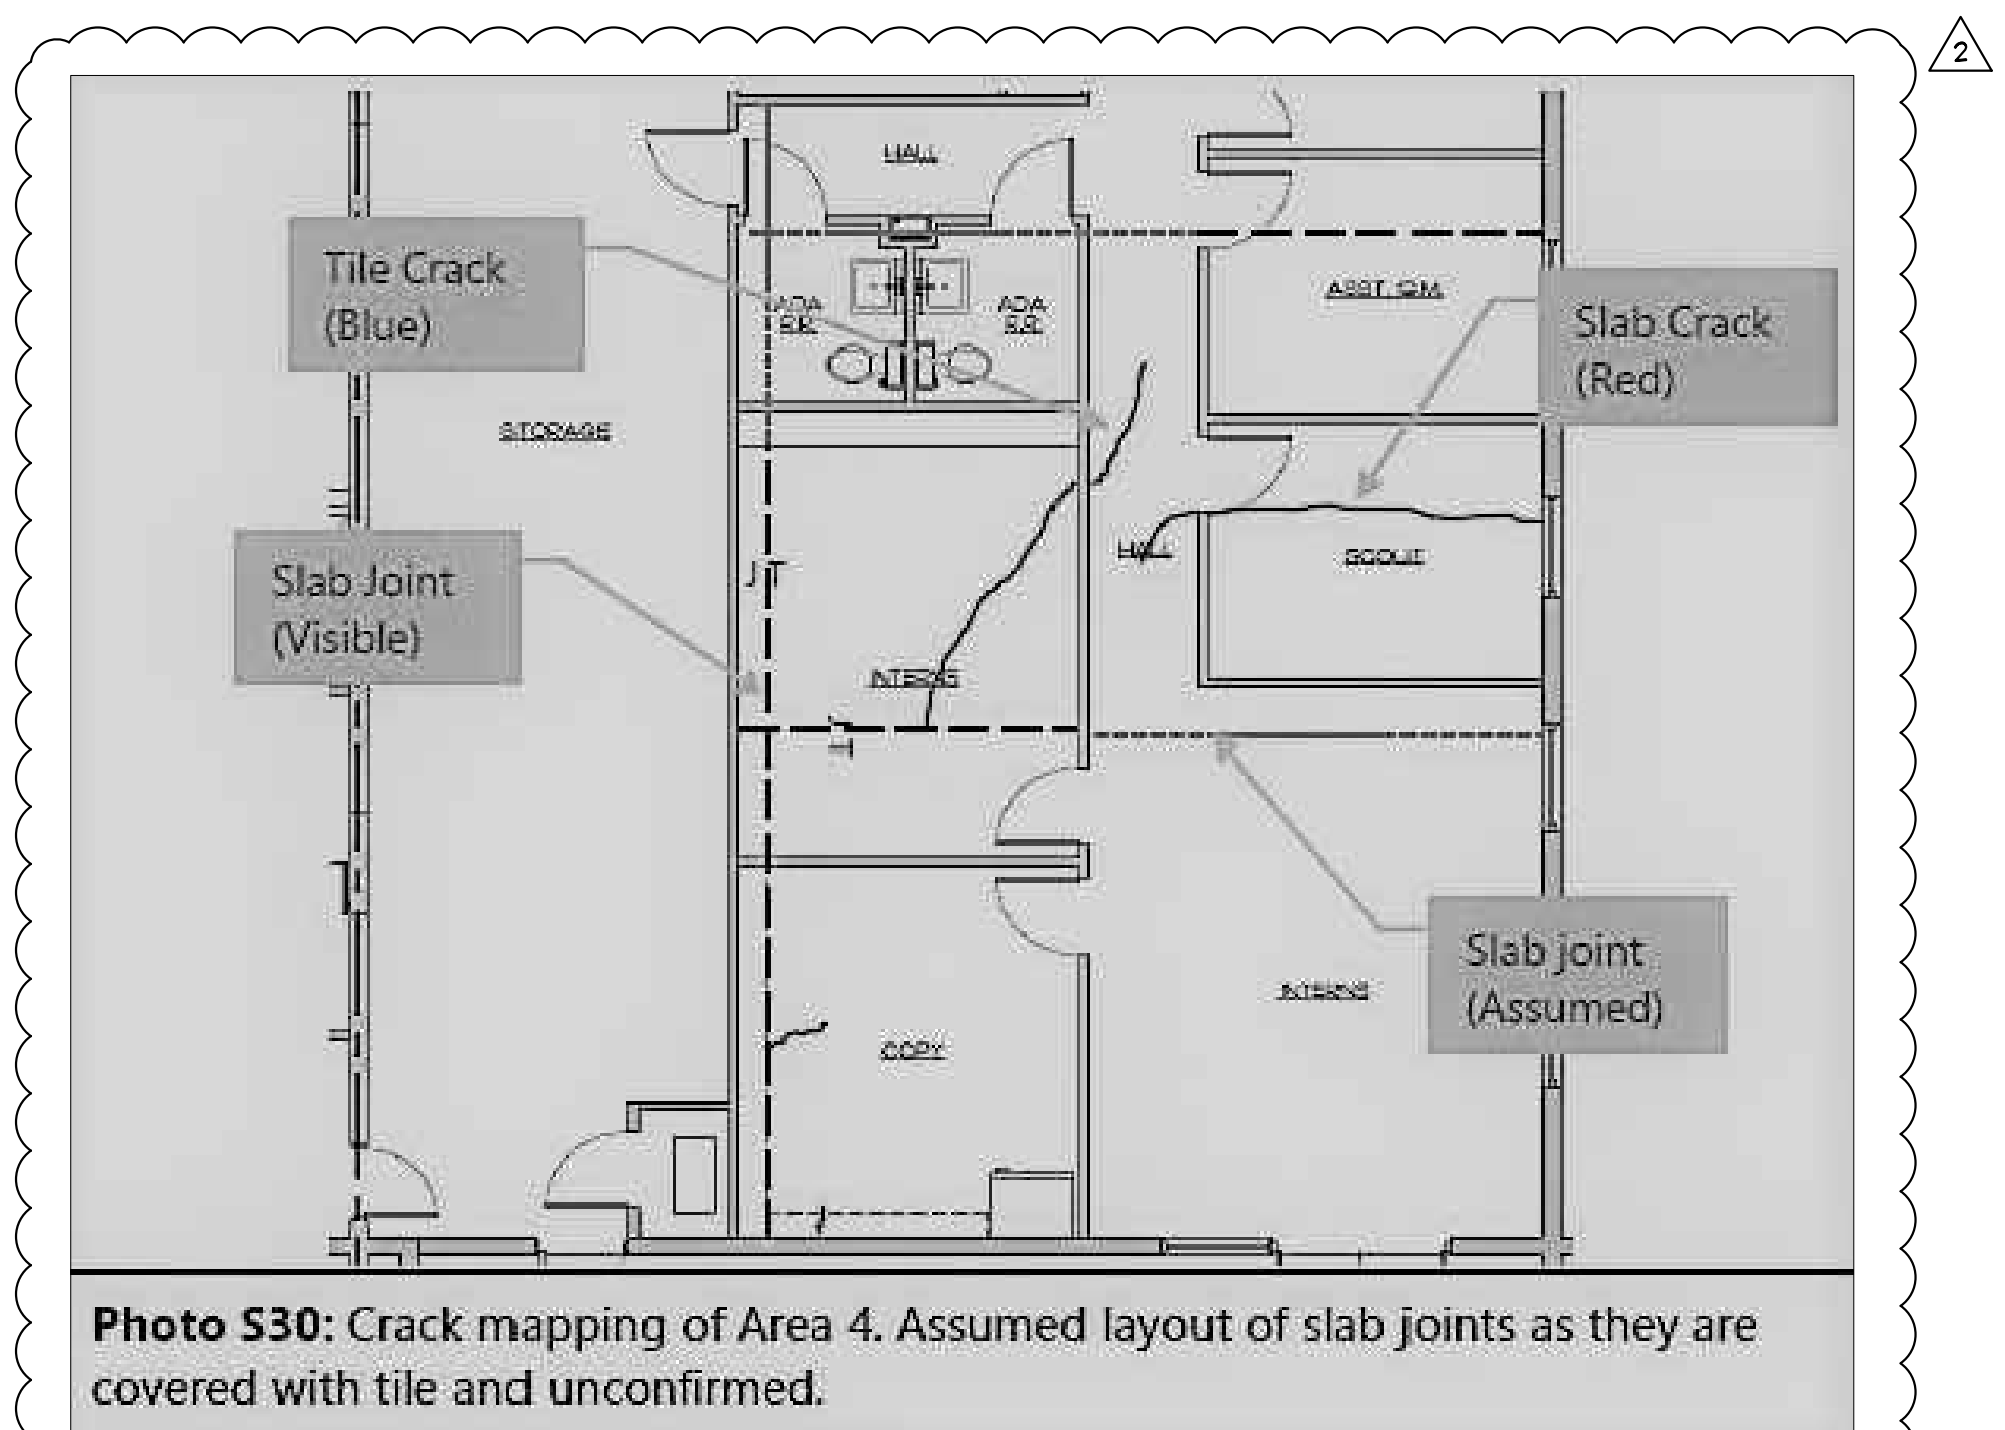 2
HALL
Tile Crack
(Blue)
ADA
R.R.
ADA
R.R.
ASST. G.M.
Slab Crack
(Red)
STORAGE
HALL
Slab Joint
(Visible)
INTERNS
Slab joint
(Assumed)
INTERNS
COPY
Photo S30: Crack mapping of Area 4. Assumed layout of slab joints as they are
covered with tile and unconfirmed.